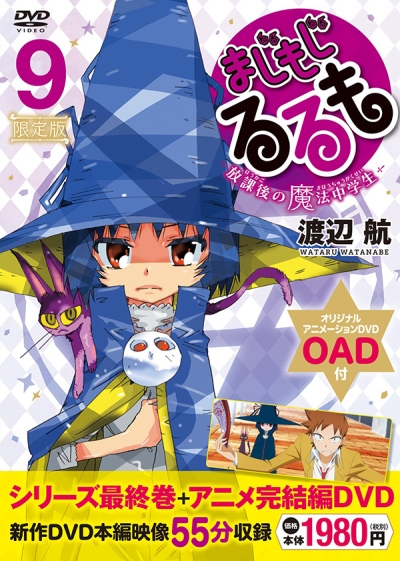 DVD
VIDEO
9
限定版
まじもじ
るるも
放課後の魔法中学生
渡辺 航
WATARU WATANABE
オリジナル
アニメーションDVD
OAD
付
シリーズ最終巻+アニメ完結編DVD
新作DVD本編映像55分収録
価格
本体
1980円
(税別)